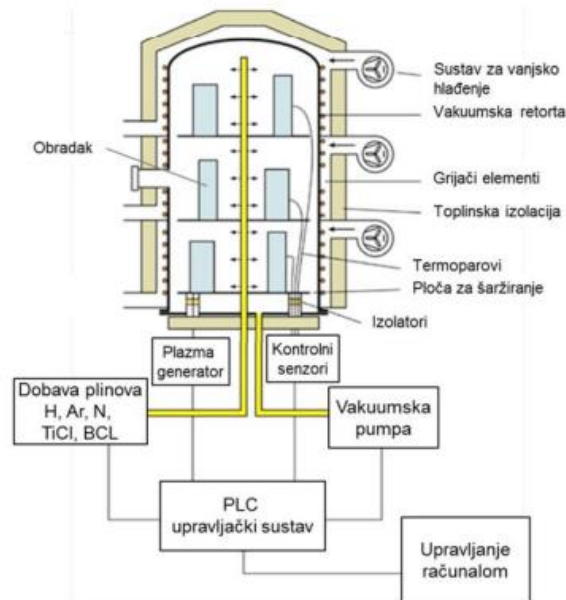 Sustav za vanjsko
hlađenje
Vakuumska retorta
Obradak
Grijači elementi
Toplinska izolacija
Termoparovi
Ploča za šaržiranje
Izolatori
Plazma
generator
Kontrolni
senzori
Dobava plinova
H, Ar, N,
TiCl, BCL
Vakuumska
pumpa
PLC
upravljački sustav
Upravljanje
računalom